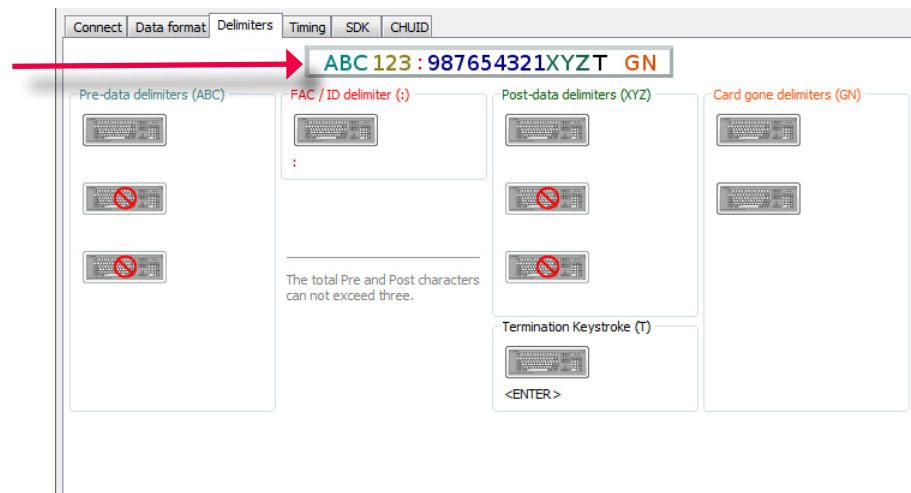 Connect Data format Delimiters Timing SDK CHUID
ABC 123 : 987654321XYZT GN
Pre-data delimiters (ABC)
FAC / ID delimiter (:)
:
The total Pre and Post characters
can not exceed three.
Post-data delimiters (XYZ)
Termination Keystroke (T)
<ENTER>
Card gone delimiters (GN)